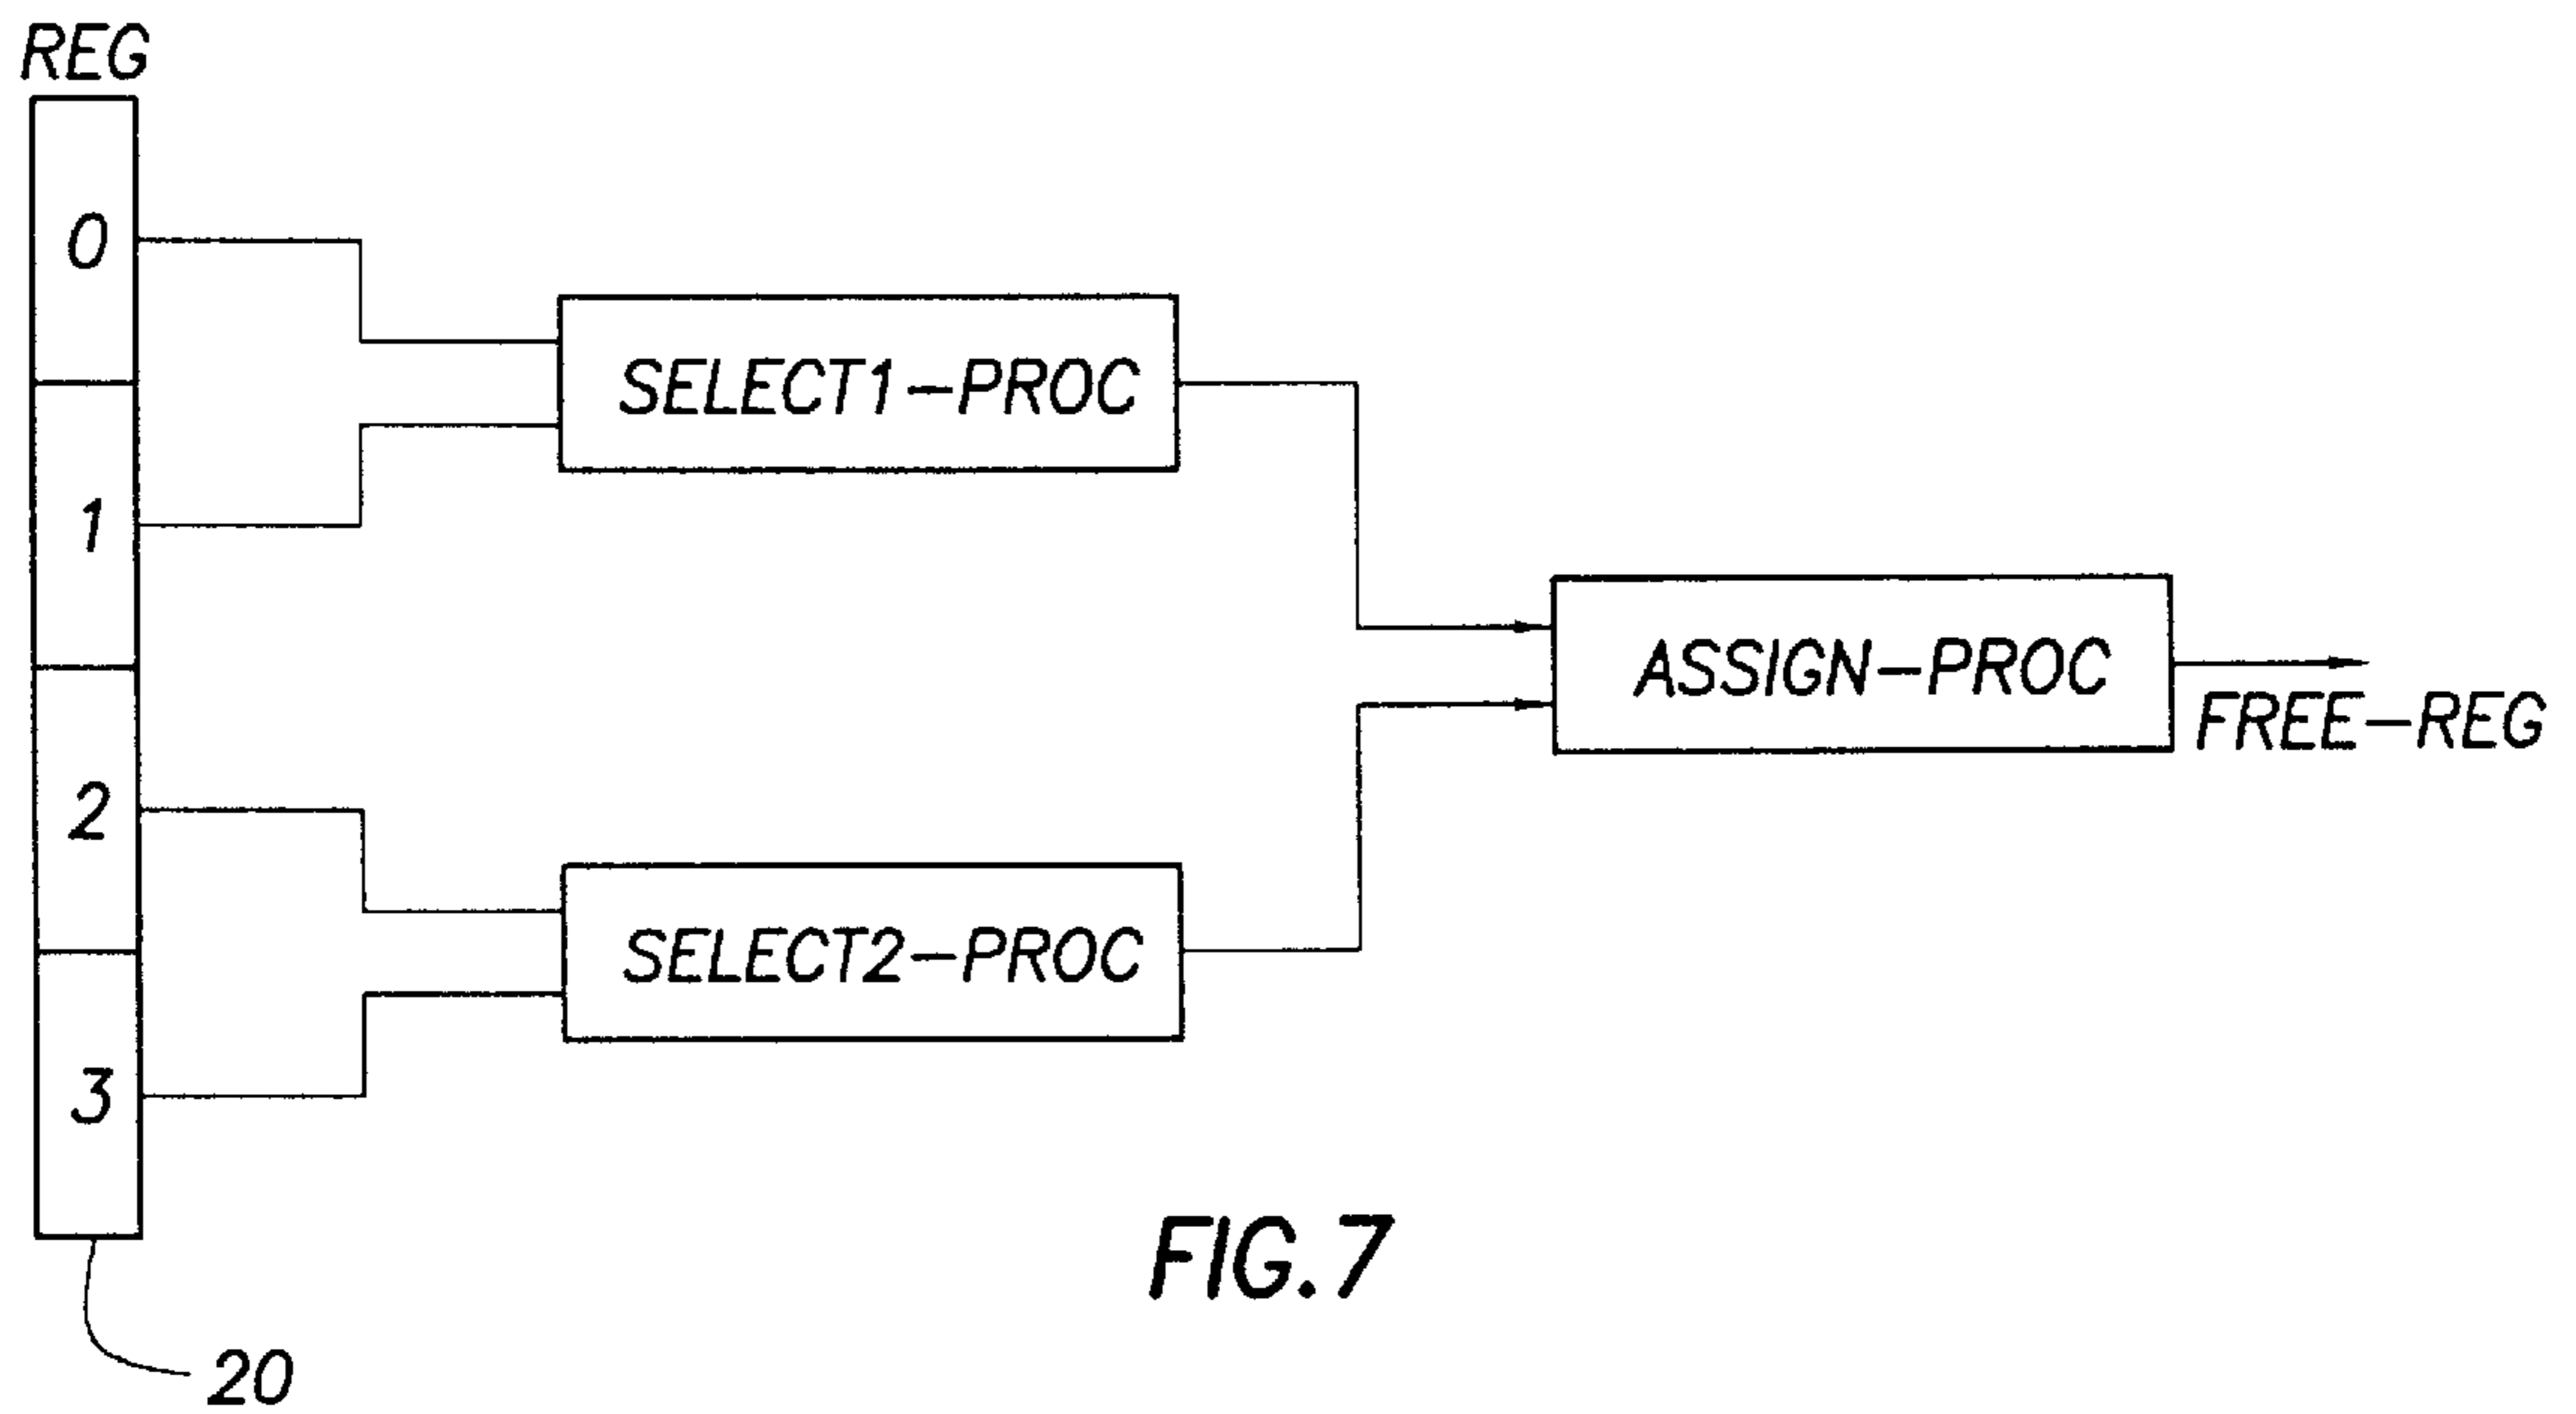 REG
0
1
2
3
SELECT1-PROC
SELECT2-PROC
ASSIGN-PROC
FREE-REG
20
FIG.7